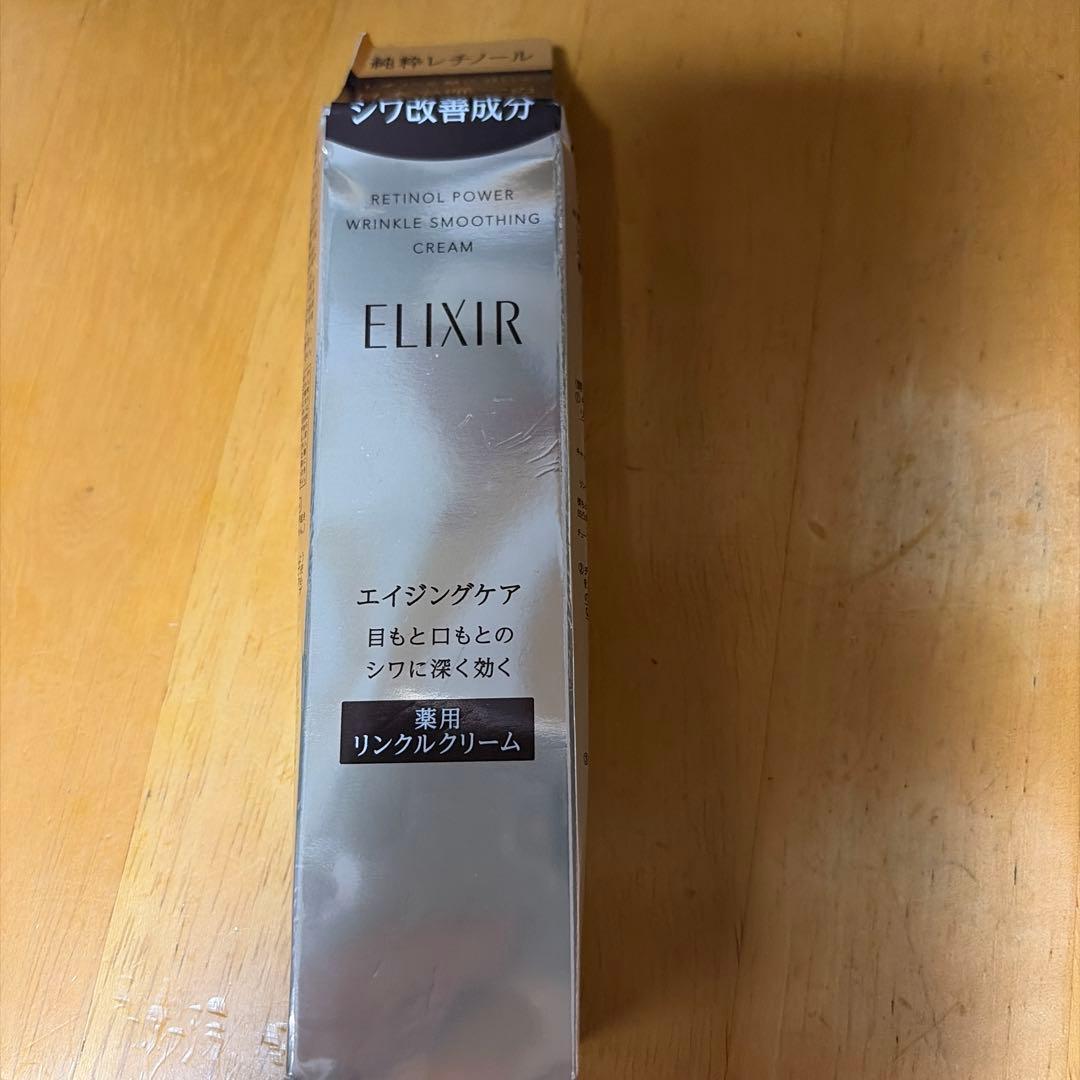 純粋レチノール
シワ改善成分
RETINOL POWER
WRINKLE SMOOTHING
CREAM
ELIXIR
エイジングケア
目もと口もとの
シワに深く効く
薬用
リンクルクリーム